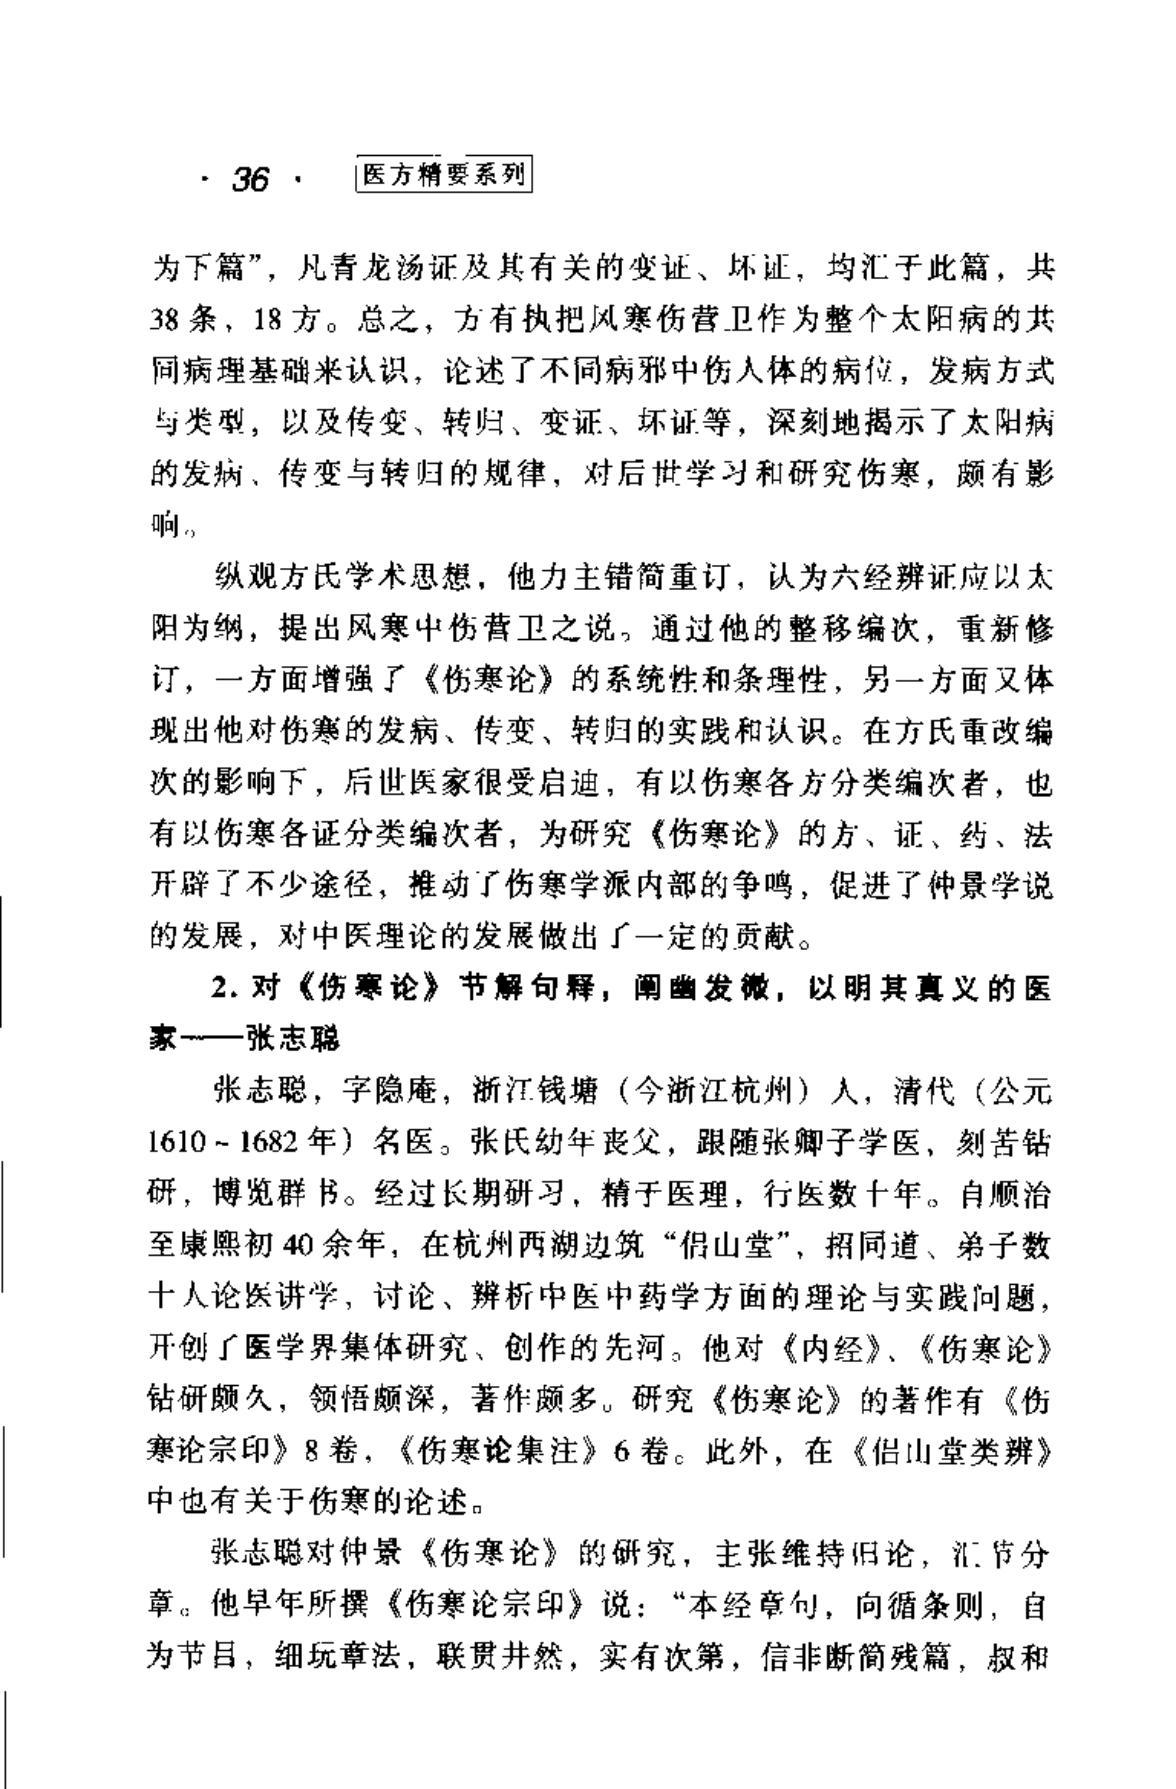 · 36 · 医方精要系列
为下篇”，凡青龙汤证及其有关的变证、坏证，均汇于此篇，共
38 条，18 方。总之，方有执把风寒伤营卫作为整个太阳病的共
同病理基础来认识，论述了不同病邪中伤人体的病位，发病方式
与类型，以及传变、转归、变证、坏证等，深刻地揭示了太阳病
的发病、传变与转归的规律，对后世学习和研究伤寒，颇有影
响。
纵观方氏学术思想，他力主错简重订，认为六经辨证应以太
阳为纲，提出风寒中伤营卫之说。通过他的整移编次，重新修
订，一方面增强了《伤寒论》的系统性和条理性，另一方面又体
现出他对伤寒的发病、传变、转归的实践和认识。在方氏重改编
次的影响下，后世医家很受启迪，有以伤寒各方分类编次者，也
有以伤寒各证分类编次者，为研究《伤寒论》的方、证、药、法
开辟了不少途径，推动了伤寒学派内部的争鸣，促进了仲景学说
的发展，对中医理论的发展做出了一定的贡献。
2. 对《伤寒论》节解句释，阐幽发微，以明其真义的医
家——张志聪
张志聪，字隐庵，浙江钱塘（今浙江杭州）人，清代（公元
1610~1682 年）名医。张氏幼年丧父，跟随张卿子学医，刻苦钻
研，博览群书。经过长期研习，精于医理，行医数十年。自顺治
至康熙初 40 余年，在杭州西湖边筑“侣山堂”，招同道、弟子数
十人论医讲学，讨论、辨析中医中药学方面的理论与实践问题，
开创了医学界集体研究、创作的先河。他对《内经》、《伤寒论》
钻研颇久，领悟颇深，著作颇多。研究《伤寒论》的著作有《伤
寒论宗印》8 卷，《伤寒论集注》6 卷。此外，在《侣山堂类辨》
中也有关于伤寒的论述。
张志聪对仲景《伤寒论》的研究，主张维持旧论，汇节分
章。他早年所撰《伤寒论宗印》说：“本经章句，向循条则，自
为节目，细玩章法，联贯井然，实有次第，信非断简残篇，叔和